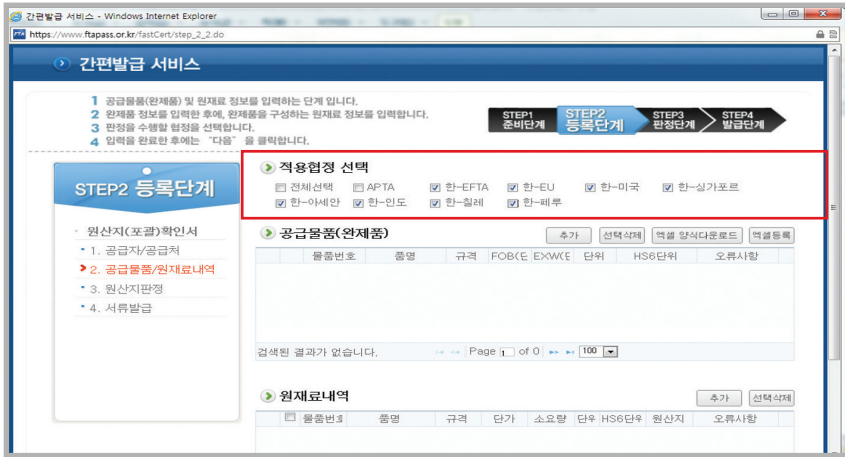 간편발급 서비스 - Windows Internet Explorer
https://www.ftapass.or.kr/fastCert/step_2_2.do
간편발급 서비스
1 공급물품(완제품) 및 원재료 정보를 입력하는 단계 입니다.
2 완제품 정보를 입력한 후에, 완제품을 구성하는 원재료 정보를 입력합니다.
3 판정을 수행할 협정을 선택합니다.
4 입력을 완료한 후에는 "다음" 을 클릭합니다.
STEP1 준비단계
STEP2 등록단계
STEP3 판정단계
STEP4 발급단계
STEP2 등록단계
원산지(포괄)확인서
1. 공급자/공급처
2. 공급물품/원재료내역
3. 원산지판정
4. 서류발급
적용협정 선택
전체선택 APTA 한-EFTA 한-EU 한-미국 한-싱가포르
한-아세안 한-인도 한-칠레 한-페루
공급물품(완제품) 추가 선택삭제 엑셀 양식다운로드 엑셀등록
물품번호 품명 규격 FOB(E EXW(E 단위 HS6단위 오류사항
검색된 결과가 없습니다. Page 1 of 0 100
원재료내역 추가 선택삭제
물품번호 품명 규격 단가 소요량 단위 HS6단위 원산지 오류사항